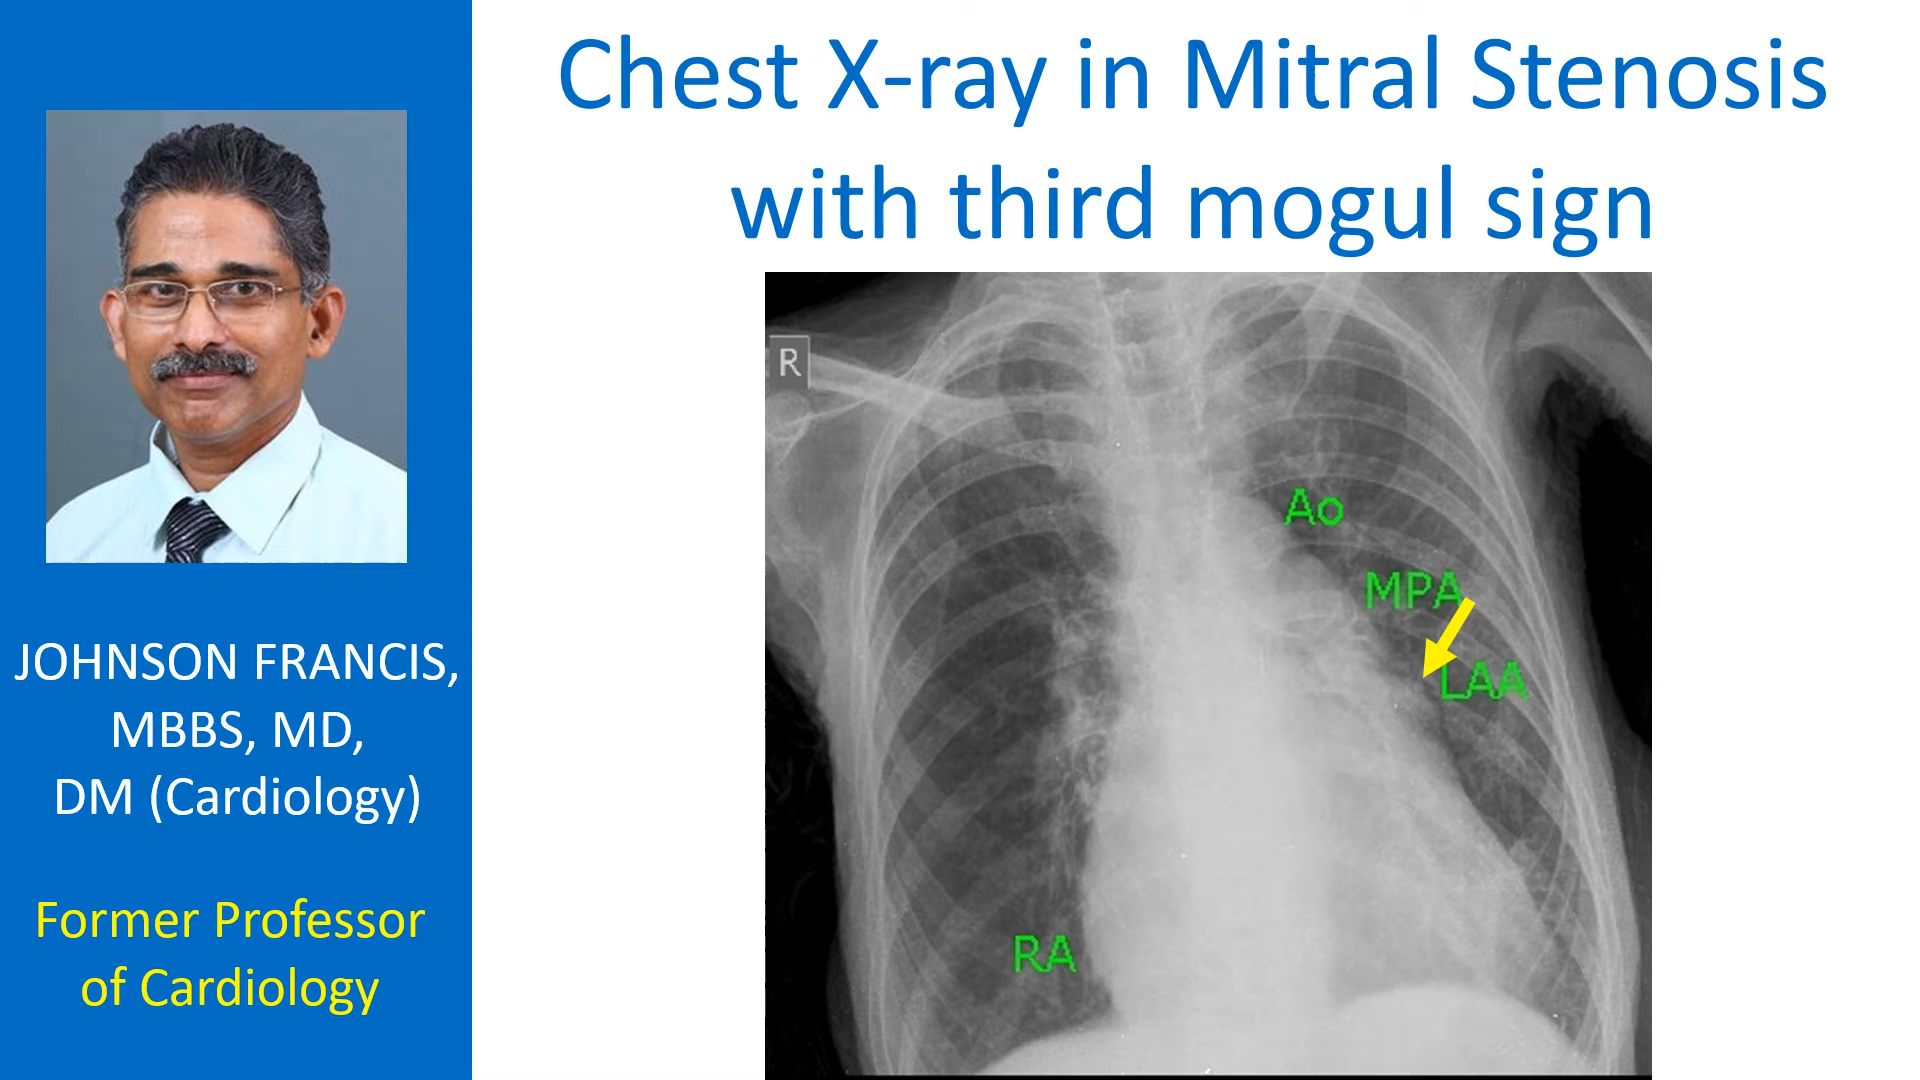 Chest X-ray in Mitral Stenosis
with third mogul sign
JOHNSON FRANCIS,
MBBS, MD,
DM (Cardiology)
Former Professor
of Cardiology
R
Ao
MPA
LAA
RA